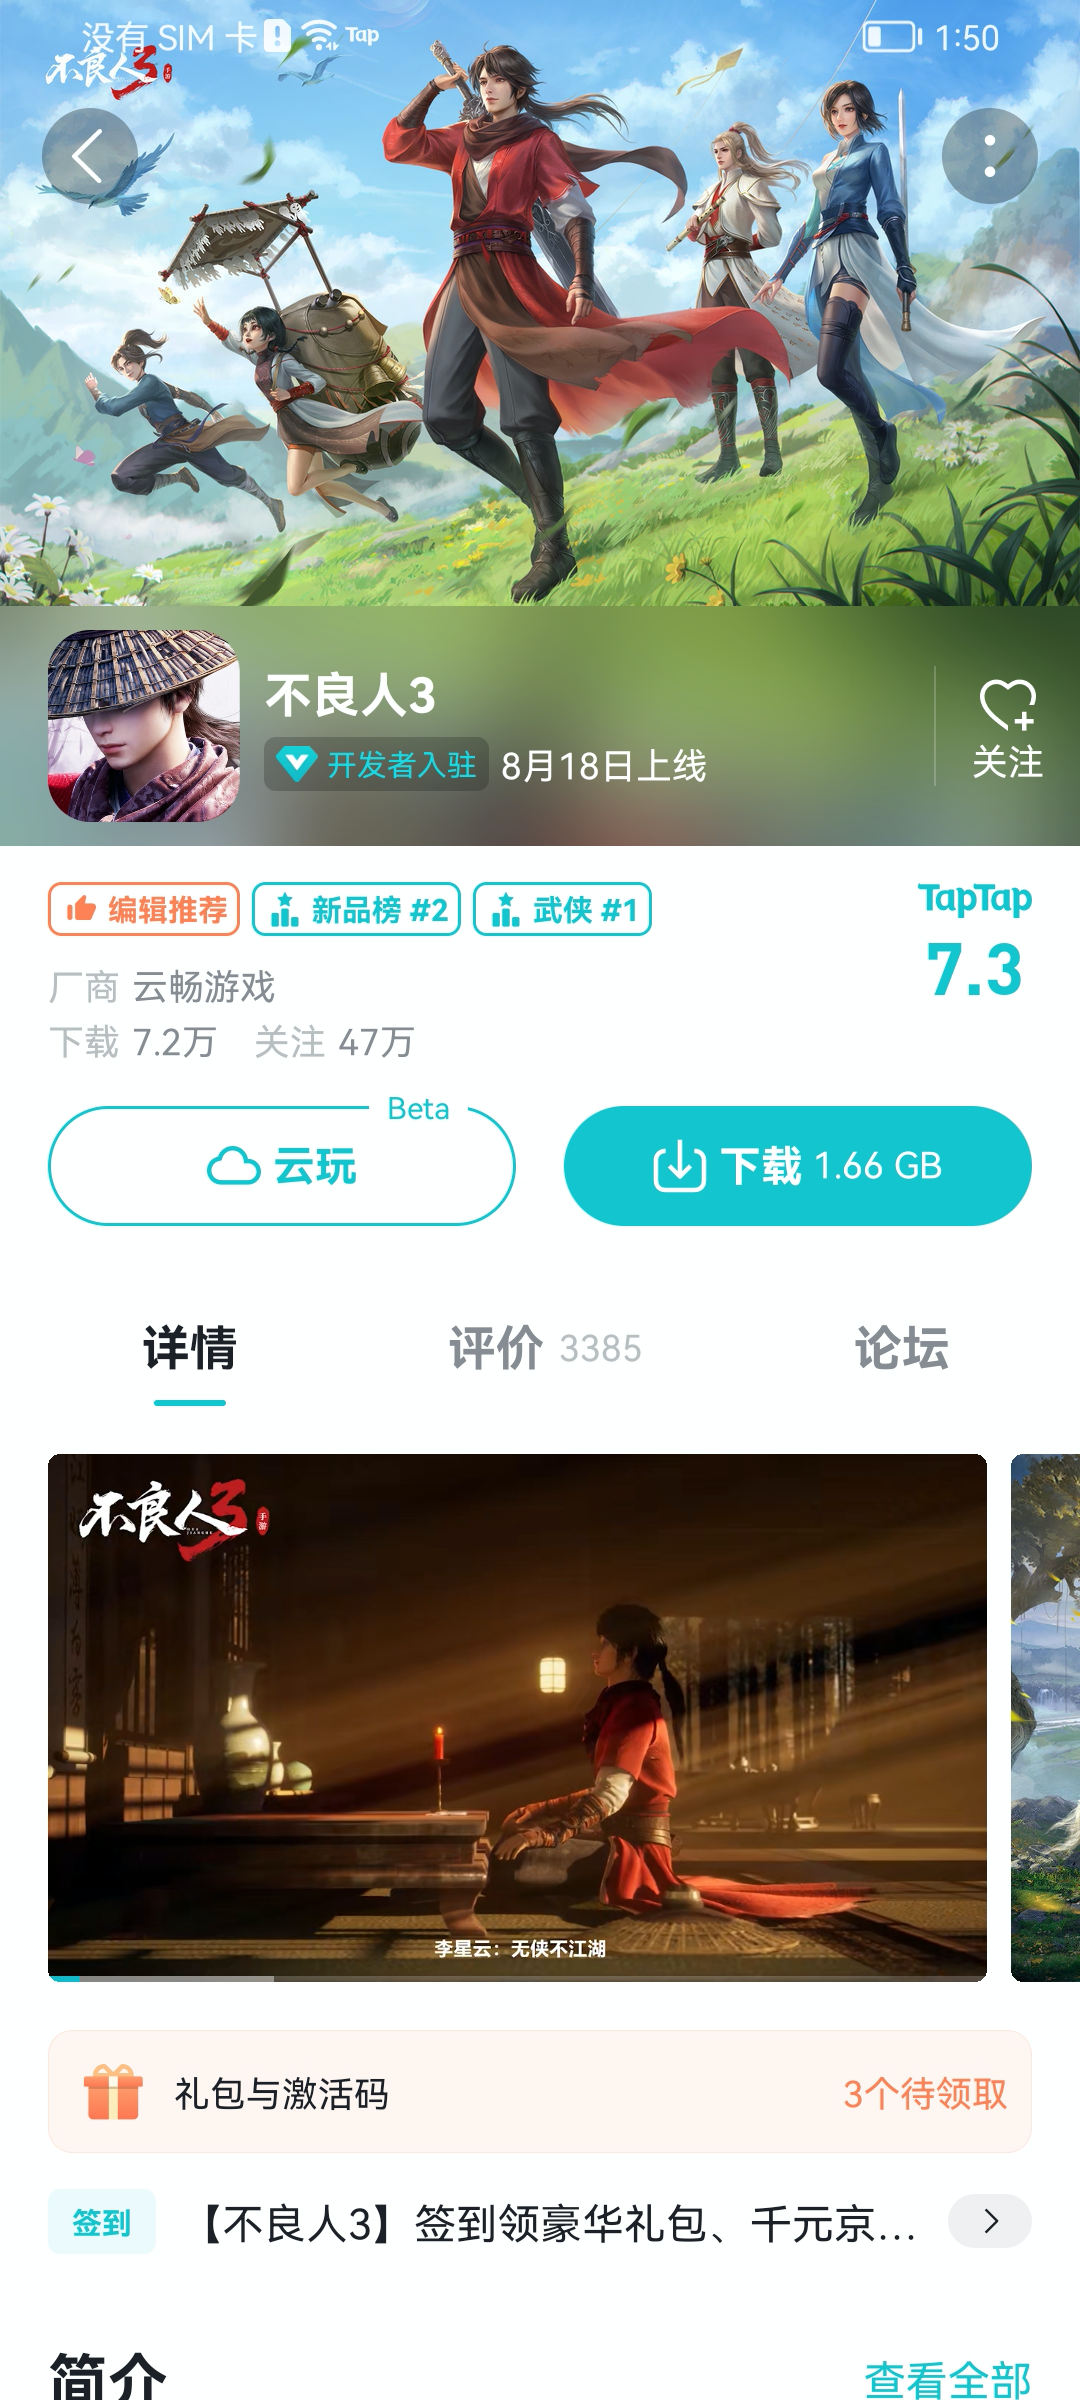 没有 SIM 卡 Tap 1:50
不良人3 手游
不良人3
开发者入驻 8月18日上线
关注
编辑推荐 新品榜 #2 武侠 #1
TapTap
7.3
厂商 云畅游戏
下载 7.2万 关注 47万
Beta
云玩
下载 1.66 GB
详情 评价 3385 论坛
不良人3 手游
李星云：无侠不江湖
礼包与激活码 3个待领取
签到 【不良人3】签到领豪华礼包、千元京...
简介 查看全部